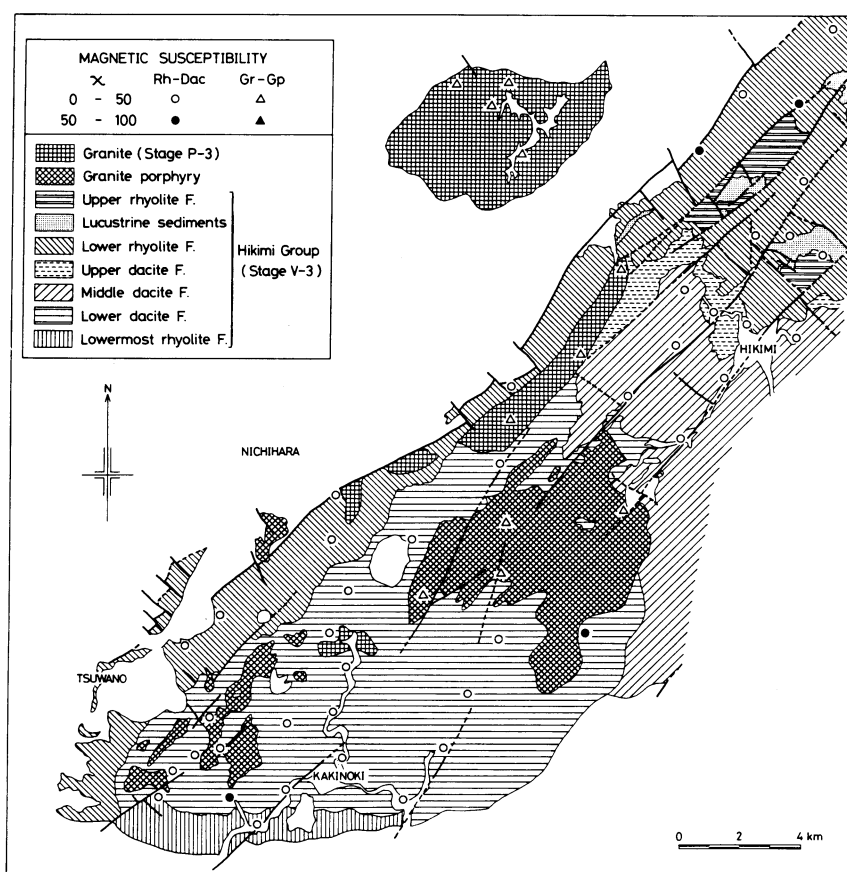 MAGNETIC SUSCEPTIBILITY
ϰ Rh-Dac Gr-Gp
0 - 50 ○ △
50 - 100 ● ▲
Granite (Stage P-3)
Granite porphyry
Upper rhyolite F.
Lucustrine sediments
Lower rhyolite F.
Upper dacite F.
Middle dacite F.
Lower dacite F.
Lowermost rhyolite F.
Hikimi Group
(Stage V-3)
HIKIMI
N
NICHIHARA
TSUWANO
KAKINOKI
0 2 4 km